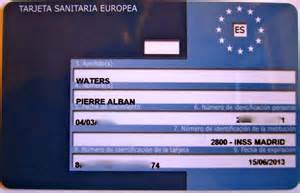 TARJETA SANITARIA EUROPEA
ES
3. Apellido(s)
WATERS
4. Nombre(s)
PIERRE ALBAN
6. Número de identificación personal
04/03/
7. Número de identificación de la institución
2800 - INSS MADRID
8. Número de identificación de la tarjeta
9. Fecha de expiración
8 74
15/06/2013